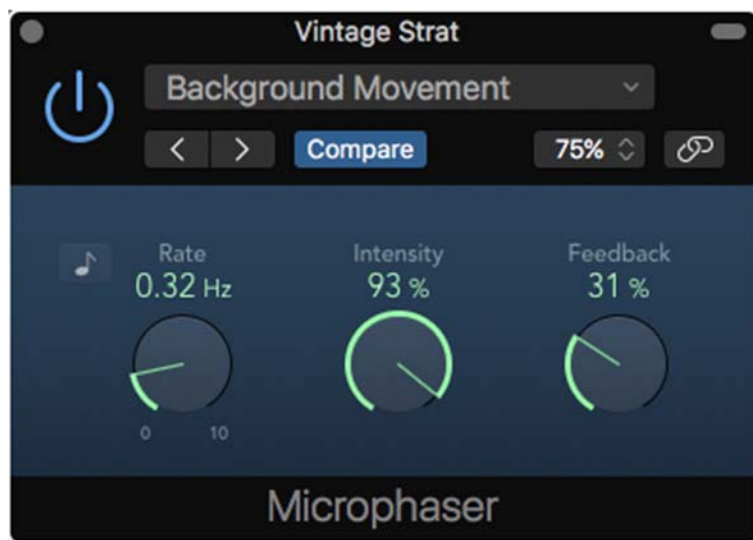 Vintage Strat
Background Movement
Compare 75%
Rate Intensity Feedback
0.32 Hz 93 % 31 %
0 10
Microphaser